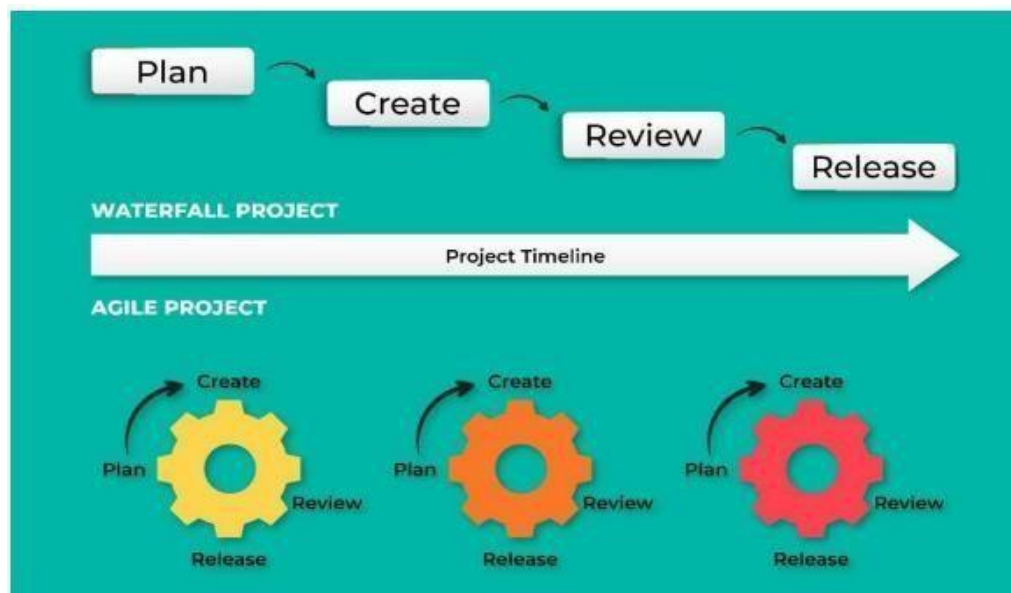 Plan
Create
Review
Release
WATERFALL PROJECT
Project Timeline
AGILE PROJECT
Create
Plan
Review
Release
Create
Plan
Review
Release
Create
Plan
Review
Release